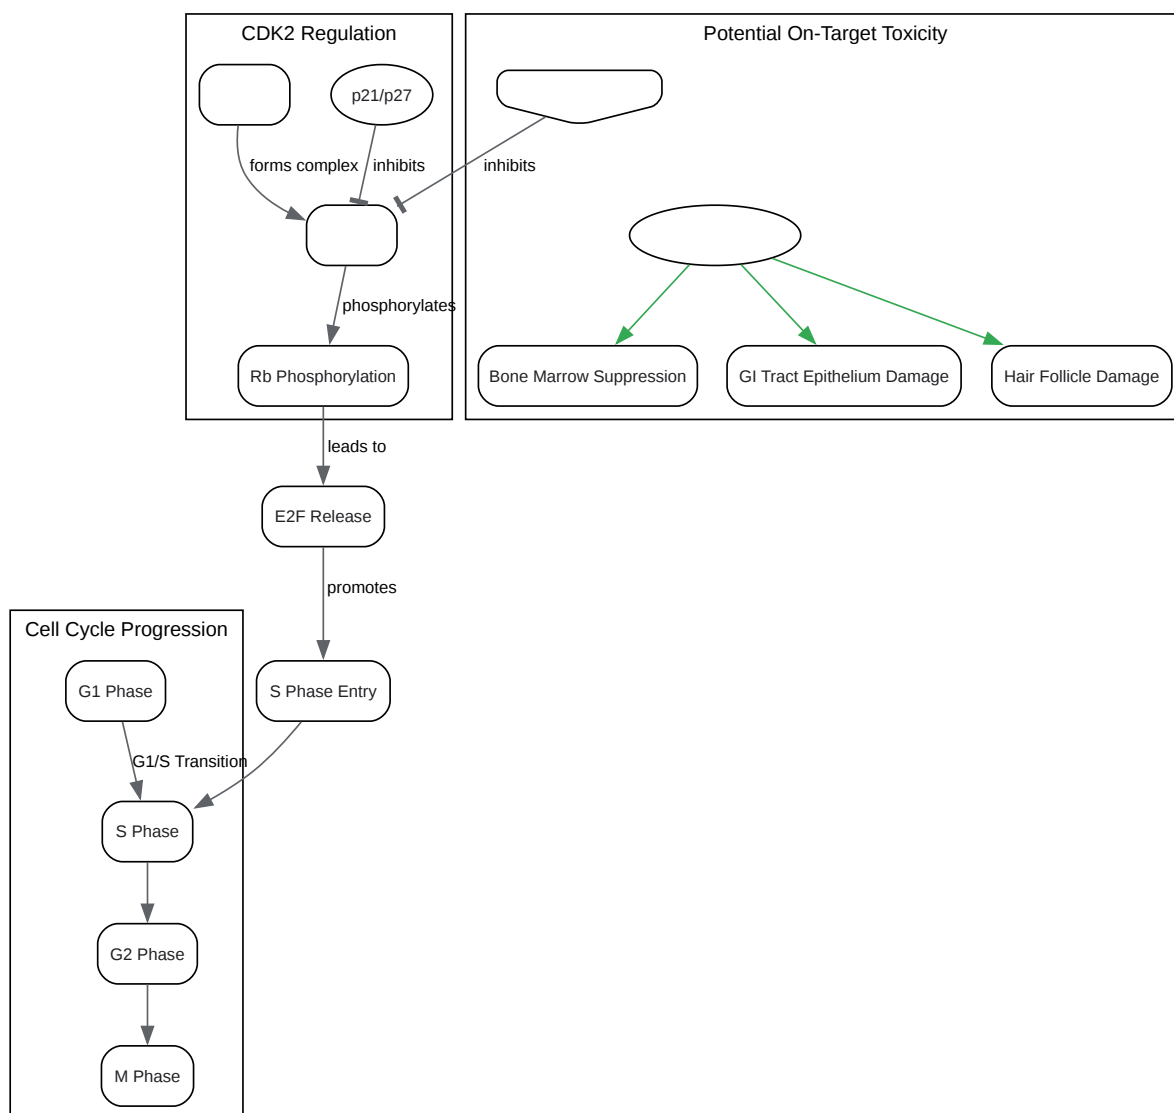 CDK2 Regulation
Potential On-Target Toxicity
p21/p27
forms complex
inhibits
inhibits
phosphorylates
Rb Phosphorylation
Bone Marrow Suppression
GI Tract Epithelium Damage
Hair Follicle Damage
leads to
E2F Release
promotes
Cell Cycle Progression
G1 Phase
S Phase Entry
G1/S Transition
S Phase
G2 Phase
M Phase